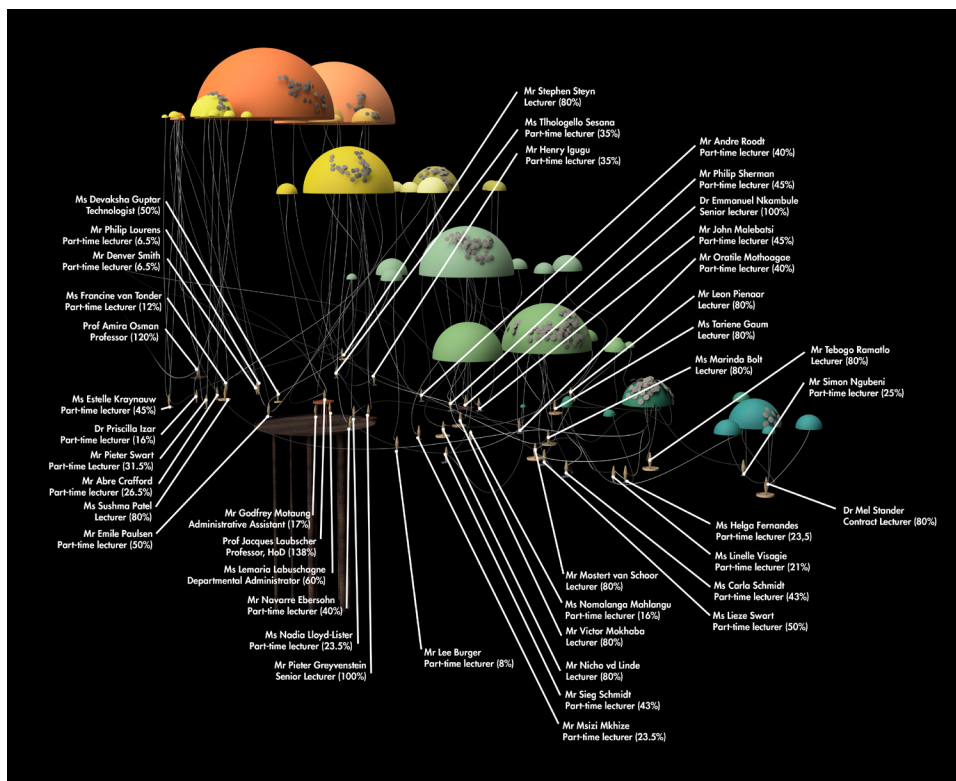 Mr Stephen Steyn
Lecturer (80%)
Ms Tlhologello Sesana
Part-time lecturer (35%)
Mr Henry Igugu
Part-time lecturer (35%)
Mr Andre Roodt
Part-time lecturer (40%)
Mr Philip Sherman
Part-time lecturer (45%)
Dr Emmanuel Nkambule
Senior lecturer (100%)
Mr John Malebatsi
Part-time lecturer (45%)
Mr Oratile Mothoagae
Part-time lecturer (40%)
Mr Leon Pienaar
Lecturer (80%)
Ms Tariene Gaum
Lecturer (80%)
Ms Marinda Bolt
Lecturer (80%)
Mr Tebogo Ramatlo
Lecturer (80%)
Mr Simon Ngubeni
Part-time lecturer (25%)
Ms Devaksha Guptar
Technologist (50%)
Mr Philip Lourens
Part-time lecturer (6.5%)
Mr Denver Smith
Part-time lecturer (6.5%)
Ms Francine van Tonder
Part-time Lecturer (12%)
Prof Amira Osman
Professor (120%)
Ms Estelle Kraynauw
Part-time lecturer (45%)
Dr Priscilla Izar
Part-time lecturer (16%)
Mr Pieter Swart
Part-time Lecturer (31.5%)
Mr Abre Crafford
Part-time lecturer (26.5%)
Ms Sushma Patel
Lecturer (80%)
Mr Emile Paulsen
Part-time lecturer (50%)
Mr Godfrey Motaung
Administrative Assistant (17%)
Prof Jacques Laubscher
Professor, HoD (138%)
Ms Lemaria Labuschagne
Departmental Administrator (60%)
Mr Navarre Ebersohn
Part-time lecturer (40%)
Ms Nadia Lloyd-Lister
Part-time lecturer (23.5%)
Mr Pieter Greyvenstein
Senior Lecturer (100%)
Mr Lee Burger
Part-time lecturer (8%)
Mr Mostert van Schoor
Lecturer (80%)
Ms Nomalanga Mahlangu
Part-time lecturer (16%)
Mr Victor Mokhaba
Lecturer (80%)
Mr Nicho vd Linde
Lecturer (80%)
Mr Sieg Schmidt
Part-time lecturer (43%)
Mr Msizi Mkhize
Part-time lecturer (23.5%)
Dr Mel Stander
Contract Lecturer (80%)
Ms Helga Fernandes
Part-time lecturer (23,5)
Ms Linelle Visagie
Part-time lecturer (21%)
Ms Carla Schmidt
Part-time lecturer (43%)
Ms Lieze Swart
Part-time lecturer (50%)